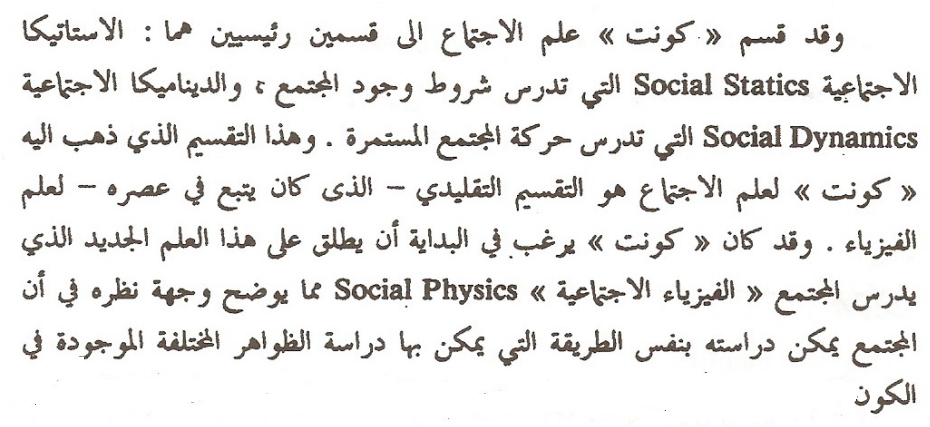 وقد قسم « كونت » علم الاجتماع الى قسمين رئيسيين هما : الاستاتيكا
الاجتماعية Social Statics التي تدرس شروط وجود المجتمع ؛ والديناميكا الاجتماعية
Social Dynamics التي تدرس حركة المجتمع المستمرة . وهذا التقسيم الذي ذهب اليه
« كونت » لعلم الاجتماع هو التقسيم التقليدي – الذى كان يتبع في عصره – لعلم
الفيزياء . وقد كان « كونت » يرغب في البداية أن يطلق على هذا العلم الجديد الذي
يدرس المجتمع « الفيزياء الاجتماعية » Social Physics مما يوضح وجهة نظره في أن
المجتمع يمكن دراسته بنفس الطريقة التي يمكن بها دراسة الظواهر المختلفة الموجودة في
الكون